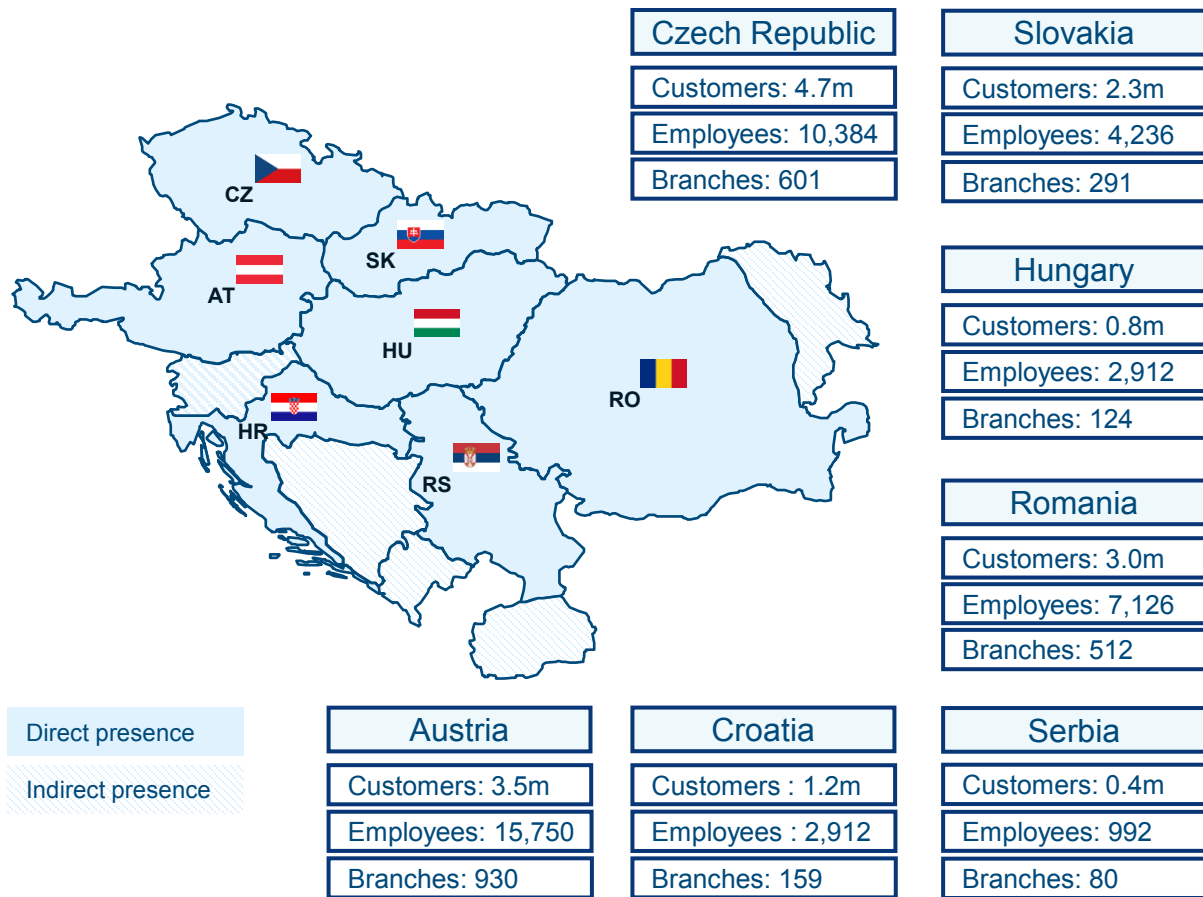 Czech Republic
Customers: 4.7m
Employees: 10,384
Branches: 601
Slovakia
Customers: 2.3m
Employees: 4,236
Branches: 291
CZ
SK
AT
HU
RO
HR
RS
Hungary
Customers: 0.8m
Employees: 2,912
Branches: 124
Romania
Customers: 3.0m
Employees: 7,126
Branches: 512
Direct presence
Indirect presence
Austria
Customers: 3.5m
Employees: 15,750
Branches: 930
Croatia
Customers : 1.2m
Employees : 2,912
Branches: 159
Serbia
Customers: 0.4m
Employees: 992
Branches: 80